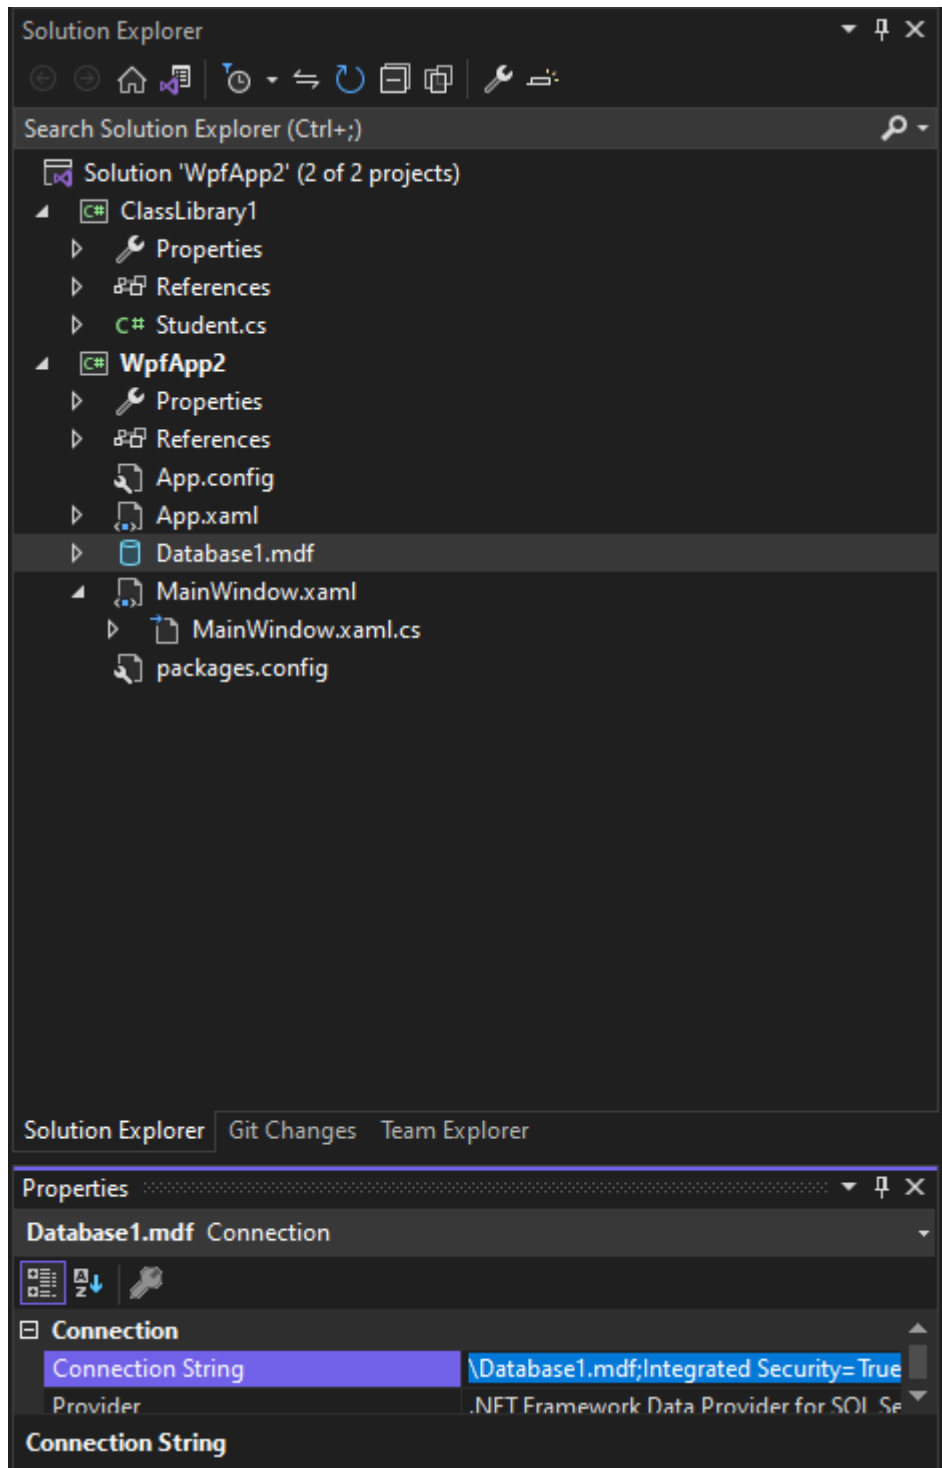 Solution Explorer
Search Solution Explorer (Ctrl+;)
Solution 'WpfApp2' (2 of 2 projects)
C# ClassLibrary1
Properties
References
C# Student.cs
C# WpfApp2
Properties
References
App.config
App.xaml
Database1.mdf
MainWindow.xaml
MainWindow.xaml.cs
packages.config
Solution Explorer Git Changes Team Explorer
Properties
Database1.mdf Connection
Connection
Connection String \Database1.mdf;Integrated Security=True
Provider .NET Framework Data Provider for SQL Se
Connection String